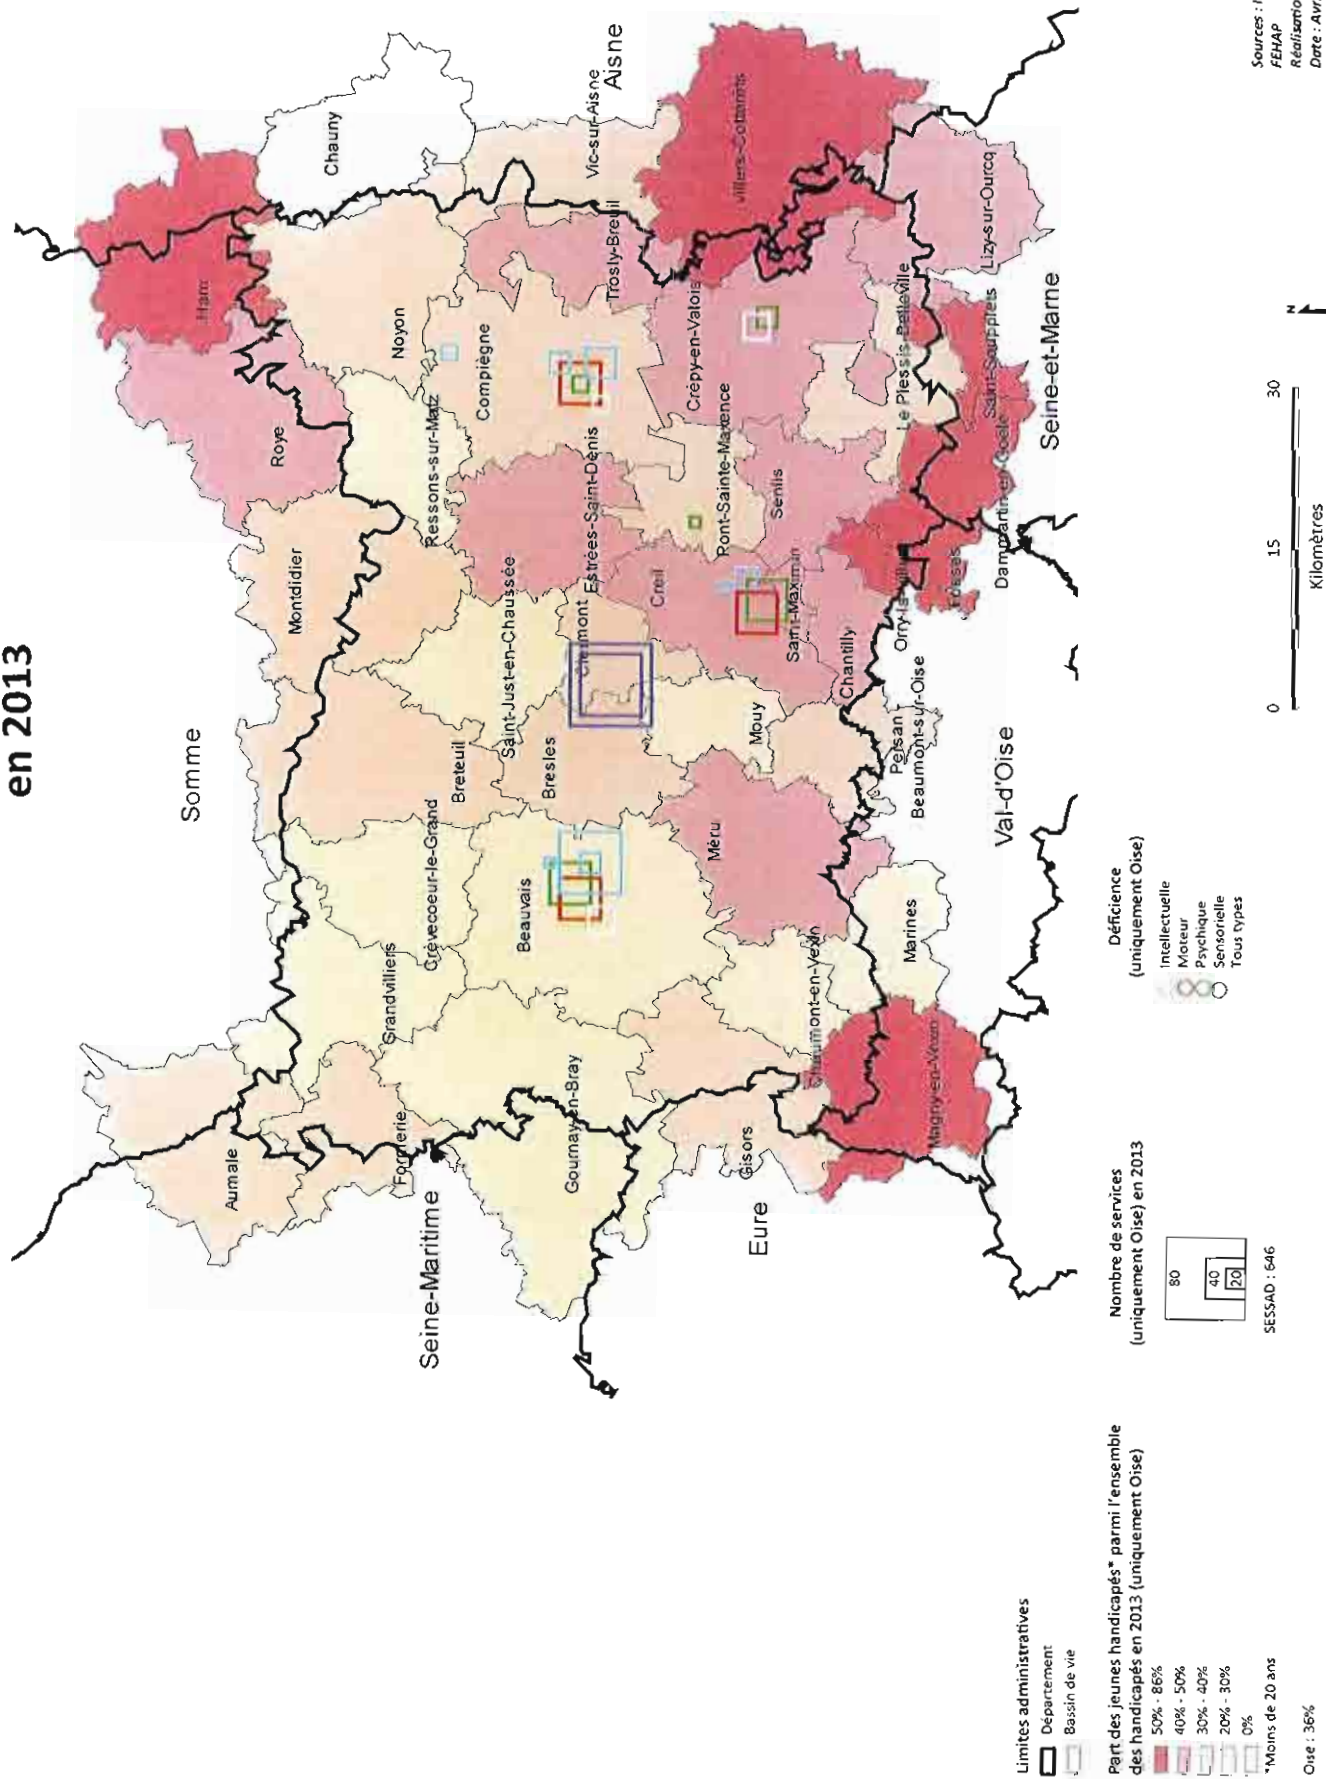 en 2013
Somme
Aisne
Seine-Maritime
Eure
Val-d'Oise
Seine-et-Marne
Ham
Chauny
Roye
Noyon
Montdidier
Ressons-sur-Matz
Compiègne
Vic-sur-Aisne
Trosly-Breuil
Villers-Cotterêts
Aumale
Formerie
Grandvilliers
Crèvecoeur-le-Grand
Breteuil
Saint-Just-en-Chaussée
Estrées-Saint-Denis
Clermont
Bresles
Beauvais
Gournay-en-Bray
Gisors
Méru
Mouy
Creil
Pont-Sainte-Maxence
Crépy-en-Valois
Senlis
Saint-Maximin
Chantilly
Chaumont-en-Vexin
Magny-en-Vexin
Marines
Persan
Beaumont-sur-Oise
Fosses
Dammartin-en-Goële
Saint-Soupplets
Le Plessis-Belleville
Lizy-sur-Ourcq
Limites administratives
Département
Bassin de vie
Part des jeunes handicapés* parmi l'ensemble
des handicapés en 2013 (uniquement Oise)
50% - 86%
40% - 50%
30% - 40%
20% - 30%
0%
*Moins de 20 ans
Oise : 36%
Nombre de services
(uniquement Oise) en 2013
80
40
20
SESSAD : 646
Déficience
(uniquement Oise)
Intellectuelle
Moteur
Psychique
Sensorielle
Tous types
0 15 30
Kilomètres
N
Sources :
FEHAP
Réalisation
Date : Avr